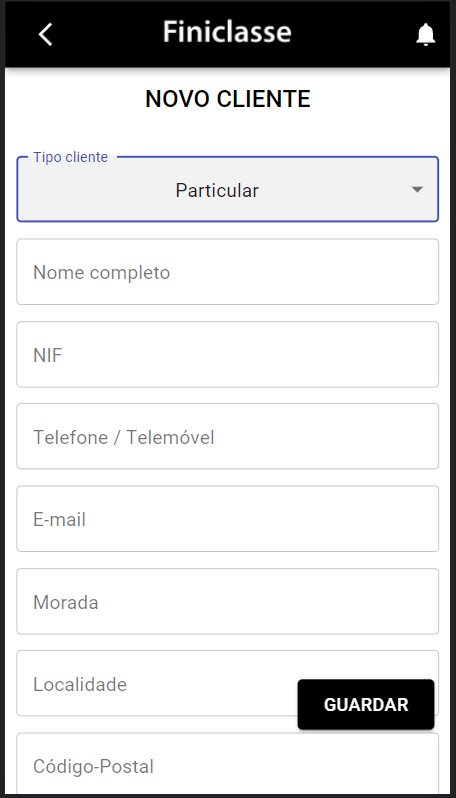 Finiclasse
NOVO CLIENTE
Tipo cliente
Particular
Nome completo
NIF
Telefone / Telemóvel
E-mail
Morada
Localidade
GUARDAR
Código-Postal